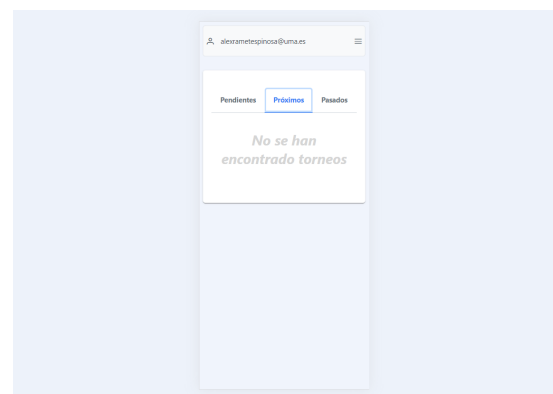 alexrametespinosa@uma.es
Pendientes Próximos Pasados
No se han
encontrado torneos